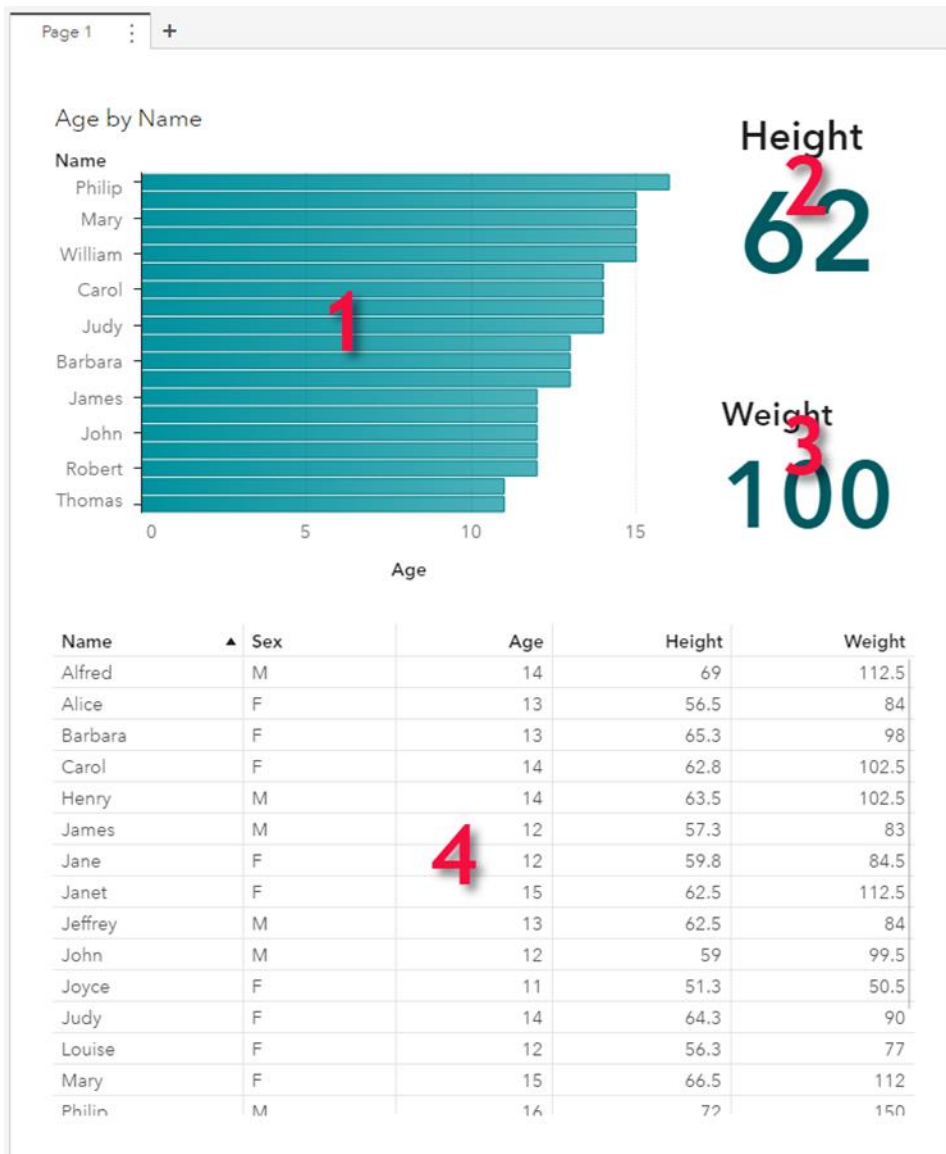 Page 1 ⋮ +
Age by Name
Name
Philip
Mary
William
Carol
Judy
Barbara
James
John
Robert
Thomas
0 5 10 15
Age
1
Height
2
62
Weight
3
100
Name ▲ Sex Age Height Weight
Alfred M 14 69 112.5
Alice F 13 56.5 84
Barbara F 13 65.3 98
Carol F 14 62.8 102.5
Henry M 14 63.5 102.5
James M 12 57.3 83
Jane F 12 59.8 84.5
Janet F 15 62.5 112.5
Jeffrey M 13 62.5 84
John M 12 59 99.5
Joyce F 11 51.3 50.5
Judy F 14 64.3 90
Louise F 12 56.3 77
Mary F 15 66.5 112
Philip M 16 72 150
4